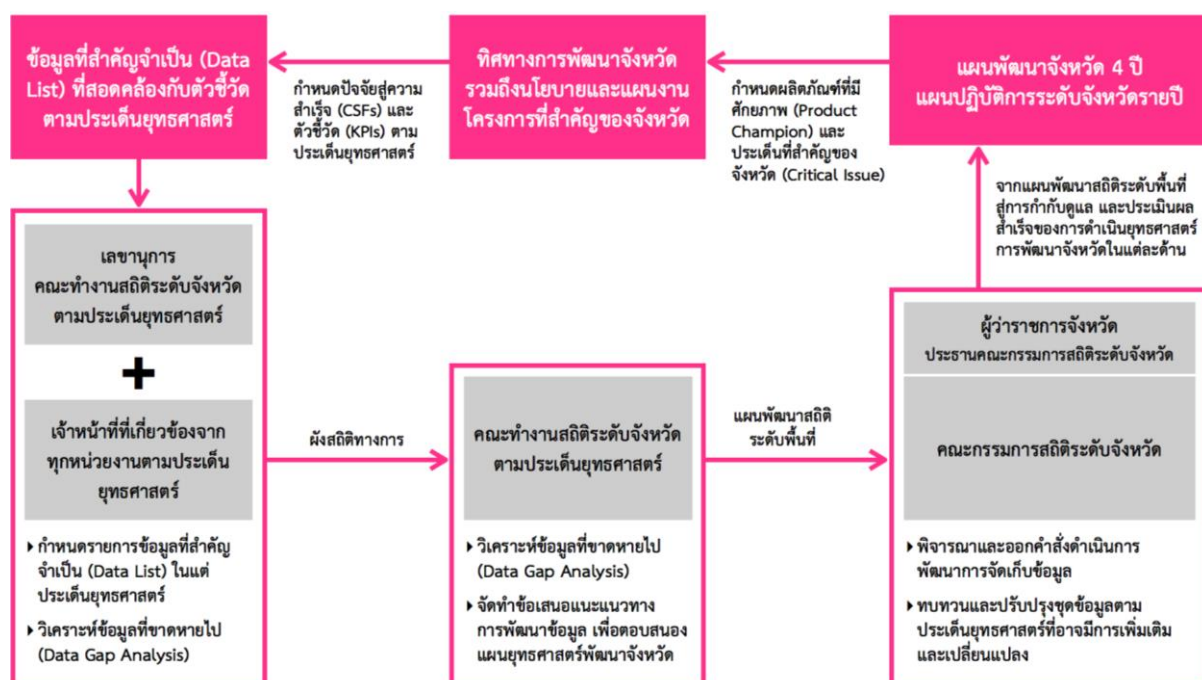 ข้อมูลที่สำคัญจำเป็น (Data
List) ที่สอดคล้องกับตัวชี้วัด
ตามประเด็นยุทธศาสตร์
กำหนดปัจจัยสู่ความ
สำเร็จ (CSFs) และ
ตัวชี้วัด (KPIs) ตาม
ประเด็นยุทธศาสตร์
ทิศทางการพัฒนาจังหวัด
รวมถึงนโยบายและแผนงาน
โครงการที่สำคัญของจังหวัด
กำหนดผลิตภัณฑ์ที่มี
ศักยภาพ (Product
Champion) และ
ประเด็นที่สำคัญของ
จังหวัด (Critical Issue)
แผนพัฒนาจังหวัด 4 ปี
แผนปฏิบัติการระดับจังหวัดรายปี
จากแผนพัฒนาสถิติระดับพื้นที่
สู่การกำกับดูแล และประเมินผล
สำเร็จของการดำเนินยุทธศาสตร์
การพัฒนาจังหวัดในแต่ละด้าน
เลขานุการ
คณะทำงานสถิติระดับจังหวัด
ตามประเด็นยุทธศาสตร์
+
เจ้าหน้าที่ที่เกี่ยวข้องจาก
ทุกหน่วยงานตามประเด็น
ยุทธศาสตร์
กำหนดรายการข้อมูลที่สำคัญ
จำเป็น (Data List) ในแต่
ประเด็นยุทธศาสตร์
วิเคราะห์ข้อมูลที่ขาดหายไป
(Data Gap Analysis)
ผังสถิติทางการ
คณะทำงานสถิติระดับจังหวัด
ตามประเด็นยุทธศาสตร์
วิเคราะห์ข้อมูลที่ขาดหายไป
(Data Gap Analysis)
จัดทำข้อเสนอแนะแนวทาง
การพัฒนาข้อมูล เพื่อตอบสนอง
แผนยุทธศาสตร์พัฒนาจังหวัด
แผนพัฒนาสถิติ
ระดับพื้นที่
ผู้ว่าราชการจังหวัด
ประธานคณะกรรมการสถิติระดับจังหวัด
คณะกรรมการสถิติระดับจังหวัด
พิจารณาและออกคำสั่งดำเนินการ
พัฒนาการจัดเก็บข้อมูล
ทบทวนและปรับปรุงชุดข้อมูลตาม
ประเด็นยุทธศาสตร์ที่อาจมีการเพิ่มเติม
และเปลี่ยนแปลง